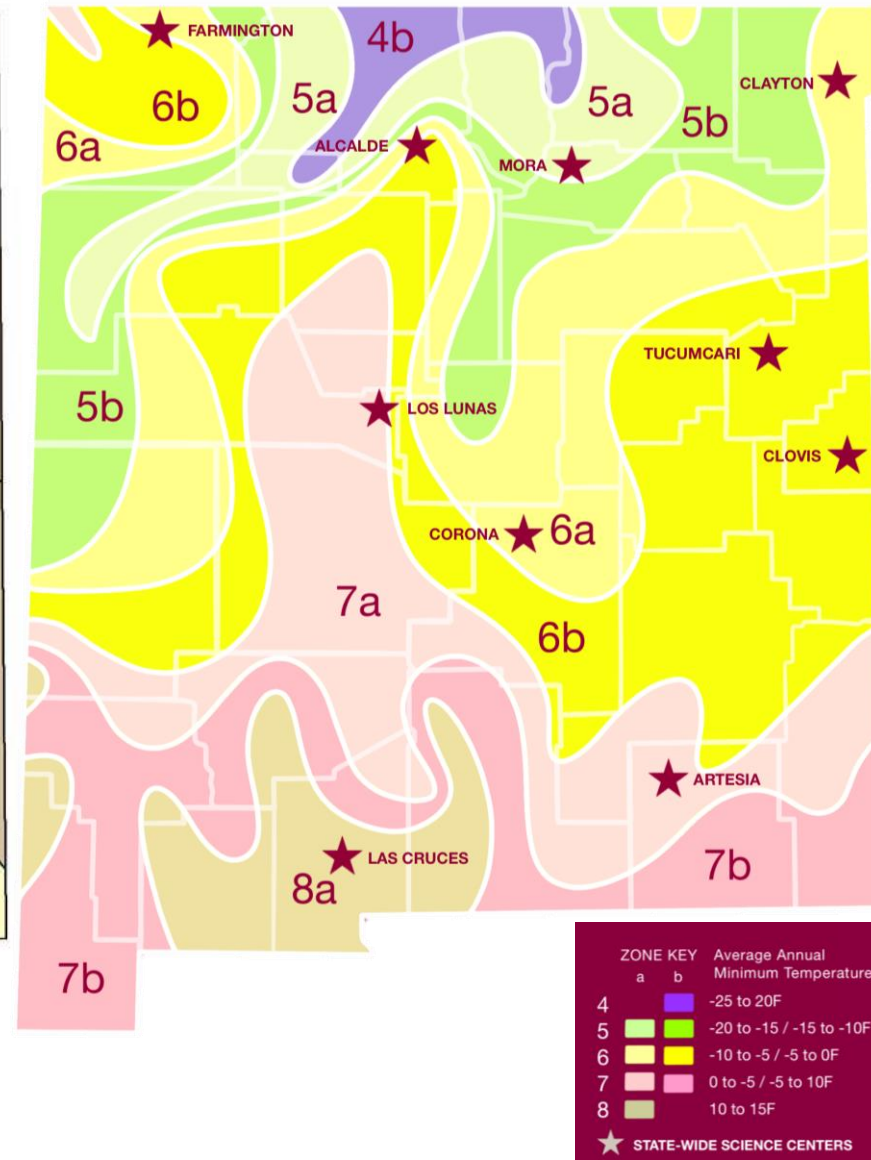 FARMINGTON
4b
5a
5a
CLAYTON
6b
5b
ALCALDE
6a
MORA
TUCUMCARI
5b
LOS LUNAS
CLOVIS
CORONA
6a
7a
6b
ARTESIA
LAS CRUCES
7b
8a
7b
ZONE KEY Average Annual
a b Minimum Temperature
4 -25 to 20F
5 -20 to -15 / -15 to -10F
6 -10 to -5 / -5 to 0F
7 0 to -5 / -5 to 10F
8 10 to 15F
STATE-WIDE SCIENCE CENTERS